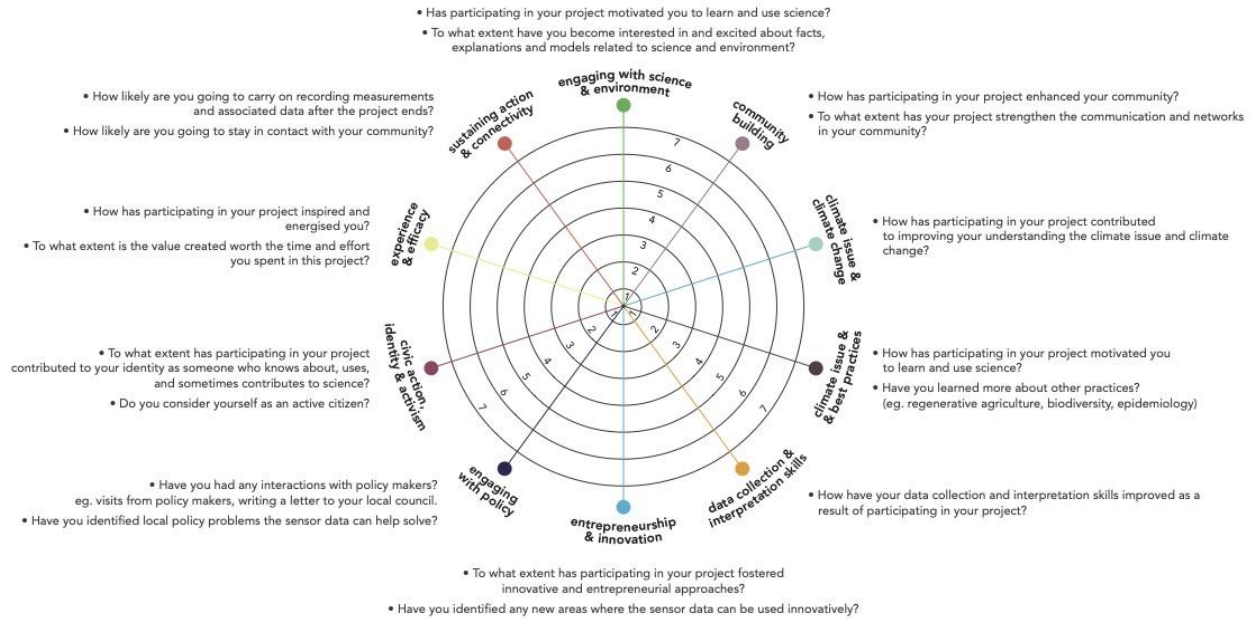 • Has participating in your project motivated you to learn and use science?
• To what extent have you become interested in and excited about facts,
explanations and models related to science and environment?
engaging with science
& environment
• How likely are you going to carry on recording measurements
and associated data after the project ends?
• How likely are you going to stay in contact with your community?
sustaining action
& connectivity
community
building
• How has participating in your project enhanced your community?
• To what extent has your project strengthen the communication and networks
in your community?
• How has participating in your project inspired and
energised you?
• To what extent is the value created worth the time and effort
you spent in this project?
experience
& efficacy
climate issue &
climate change
• How has participating in your project contributed
to improving your understanding the climate issue and climate
change?
7
6
5
4
3
2
1
1
2
3
4
5
6
7
1
2
3
4
5
6
7
• To what extent has participating in your project
contributed to your identity as someone who knows about, uses,
and sometimes contributes to science?
• Do you consider yourself as an active citizen?
civic action,
identity & activism
climate issue &
& best practices
• How has participating in your project motivated you
to learn and use science?
• Have you learned more about other practices?
(eg. regenerative agriculture, biodiversity, epidemiology)
• Have you had any interactions with policy makers?
eg. visits from policy makers, writing a letter to your local council.
• Have you identified local policy problems the sensor data can help solve?
engaging
with policy
entrepreneurship
& innovation
data collection &
interpretation skills
• How have your data collection and interpretation skills improved as a
result of participating in your project?
• To what extent has participating in your project fostered
innovative and entrepreneurial approaches?
• Have you identified any new areas where the sensor data can be used innovatively?